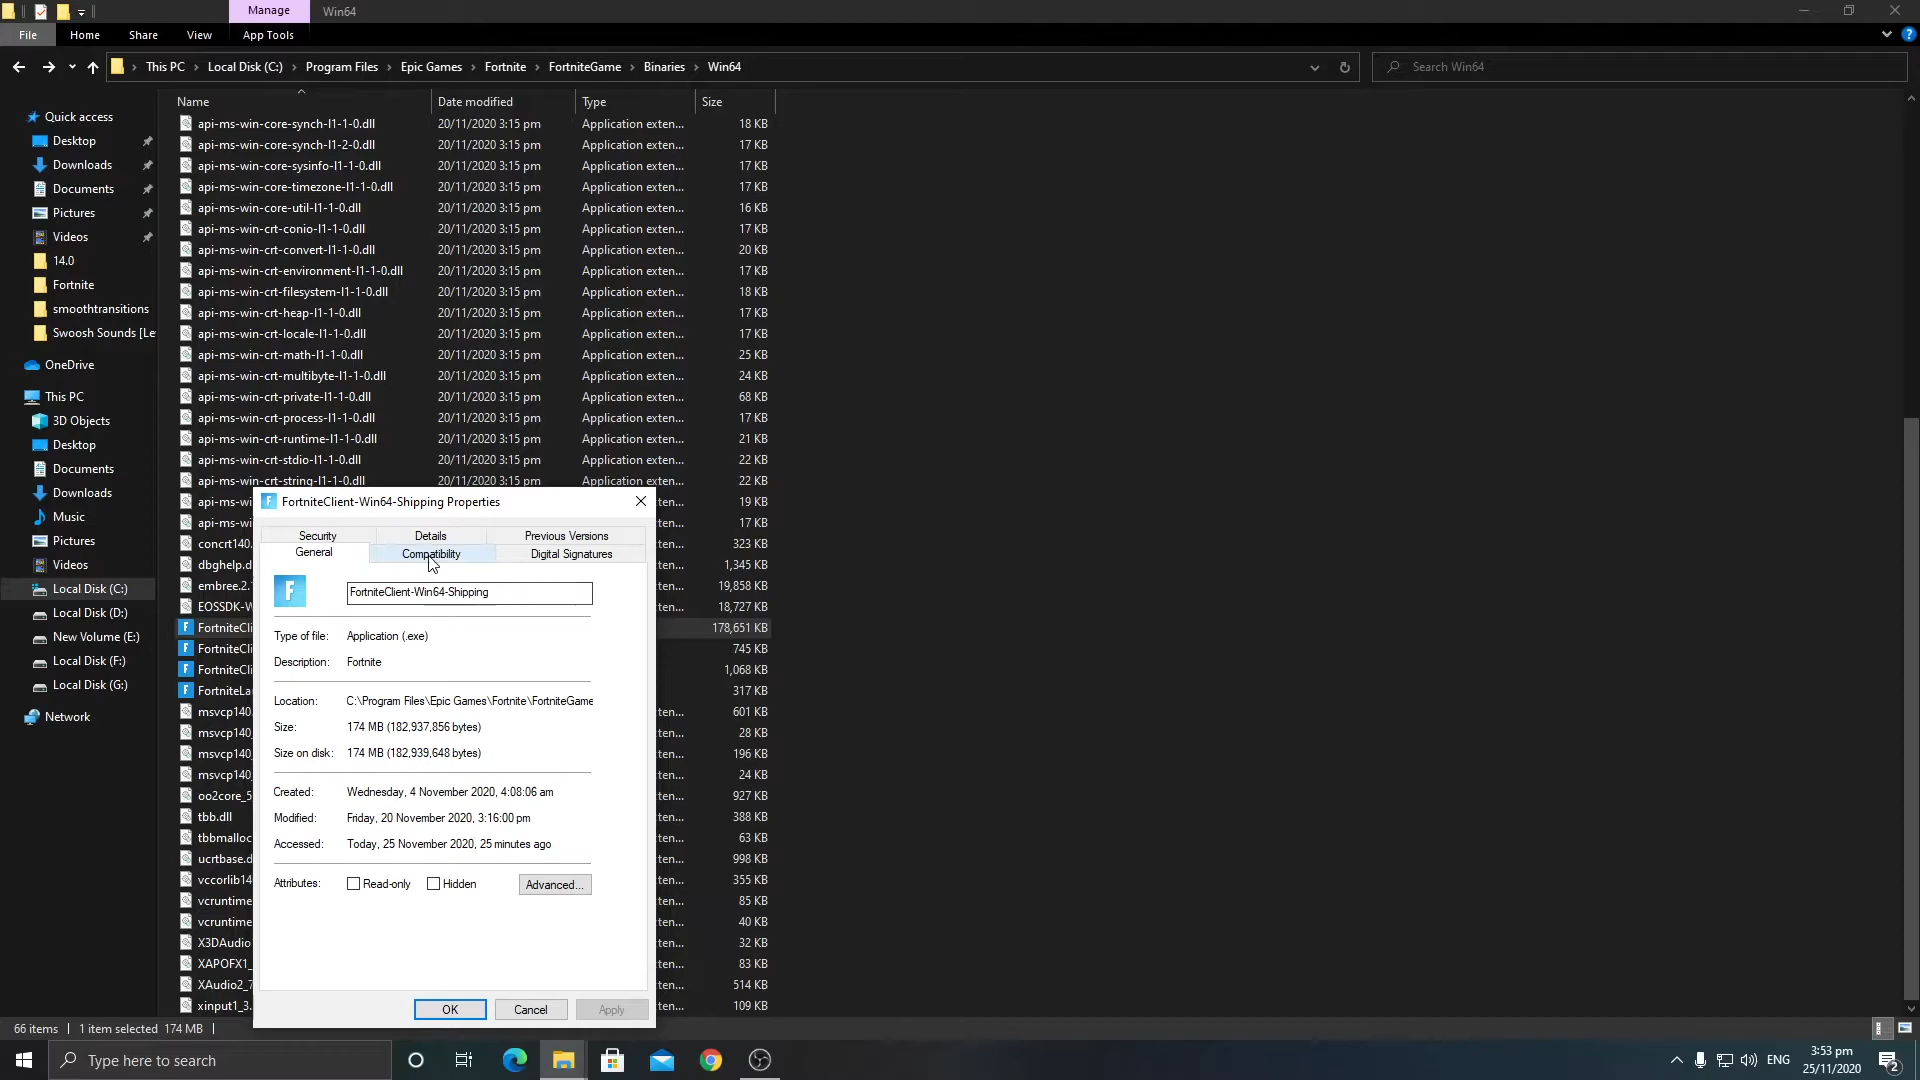 Manage
Win64
File
Home
Share
View
App Tools
This PC
Local Disk (C:)
Program Files
Epic Games
Fortnite
FortniteGame
Binaries
Win64
Search Win64
Quick access
Desktop
Downloads
Documents
Pictures
Videos
14.0
Fortnite
smoothtransitions
Swoosh Sounds [Le
OneDrive
This PC
3D Objects
Desktop
Documents
Downloads
Music
Pictures
Videos
Local Disk (C:)
Local Disk (D:)
New Volume (E:)
Local Disk (F:)
Local Disk (G:)
Network
Name Date modified Type Size
api-ms-win-core-synch-l1-1-0.dll 20/11/2020 3:15 pm Application exten... 18 KB
api-ms-win-core-synch-l1-2-0.dll 20/11/2020 3:15 pm Application exten... 17 KB
api-ms-win-core-sysinfo-l1-1-0.dll 20/11/2020 3:15 pm Application exten... 17 KB
api-ms-win-core-timezone-l1-1-0.dll 20/11/2020 3:15 pm Application exten... 17 KB
api-ms-win-core-util-l1-1-0.dll 20/11/2020 3:15 pm Application exten... 16 KB
api-ms-win-crt-conio-l1-1-0.dll 20/11/2020 3:15 pm Application exten... 17 KB
api-ms-win-crt-convert-l1-1-0.dll 20/11/2020 3:15 pm Application exten... 20 KB
api-ms-win-crt-environment-l1-1-0.dll 20/11/2020 3:15 pm Application exten... 17 KB
api-ms-win-crt-filesystem-l1-1-0.dll 20/11/2020 3:15 pm Application exten... 18 KB
api-ms-win-crt-heap-l1-1-0.dll 20/11/2020 3:15 pm Application exten... 17 KB
api-ms-win-crt-locale-l1-1-0.dll 20/11/2020 3:15 pm Application exten... 17 KB
api-ms-win-crt-math-l1-1-0.dll 20/11/2020 3:15 pm Application exten... 25 KB
api-ms-win-crt-multibyte-l1-1-0.dll 20/11/2020 3:15 pm Application exten... 24 KB
api-ms-win-crt-private-l1-1-0.dll 20/11/2020 3:15 pm Application exten... 68 KB
api-ms-win-crt-process-l1-1-0.dll 20/11/2020 3:15 pm Application exten... 17 KB
api-ms-win-crt-runtime-l1-1-0.dll 20/11/2020 3:15 pm Application exten... 21 KB
api-ms-win-crt-stdio-l1-1-0.dll 20/11/2020 3:15 pm Application exten... 22 KB
api-ms-win-crt-string-l1-1-0.dll 20/11/2020 3:15 pm Application exten... 22 KB
api-ms-wi ten... 19 KB
api-ms-wi ten... 17 KB
concrt140. ten... 323 KB
dbghelp.d ten... 1,345 KB
embree.2. ten... 19,858 KB
EOSSDK-W ten... 18,727 KB
FortniteCli 178,651 KB
FortniteCli 745 KB
FortniteCli 1,068 KB
FortniteLa 317 KB
msvcp140. ten... 601 KB
msvcp140_ ten... 28 KB
msvcp140_ ten... 196 KB
msvcp140_ ten... 24 KB
oo2core_5 ten... 927 KB
tbb.dll ten... 388 KB
tbbmalloc ten... 63 KB
ucrtbase.d ten... 998 KB
vccorlib14 ten... 355 KB
vcruntime ten... 85 KB
vcruntime ten... 40 KB
X3DAudio ten... 32 KB
XAPOFX1_ ten... 83 KB
XAudio2_7 ten... 514 KB
xinput1_3. ten... 109 KB
FortniteClient-Win64-Shipping Properties
Security Details Previous Versions
General Compatibility Digital Signatures
FortniteClient-Win64-Shipping
Type of file: Application (.exe)
Description: Fortnite
Location: C:\Program Files\Epic Games\Fortnite\FortniteGame
Size: 174 MB (182,937,856 bytes)
Size on disk: 174 MB (182,939,648 bytes)
Created: Wednesday, 4 November 2020, 4:08:06 am
Modified: Friday, 20 November 2020, 3:16:00 pm
Accessed: Today, 25 November 2020, 25 minutes ago
Attributes: Read-only Hidden Advanced...
OK Cancel Apply
66 items 1 item selected 174 MB
Type here to search
ENG
3:53 pm
25/11/2020
2